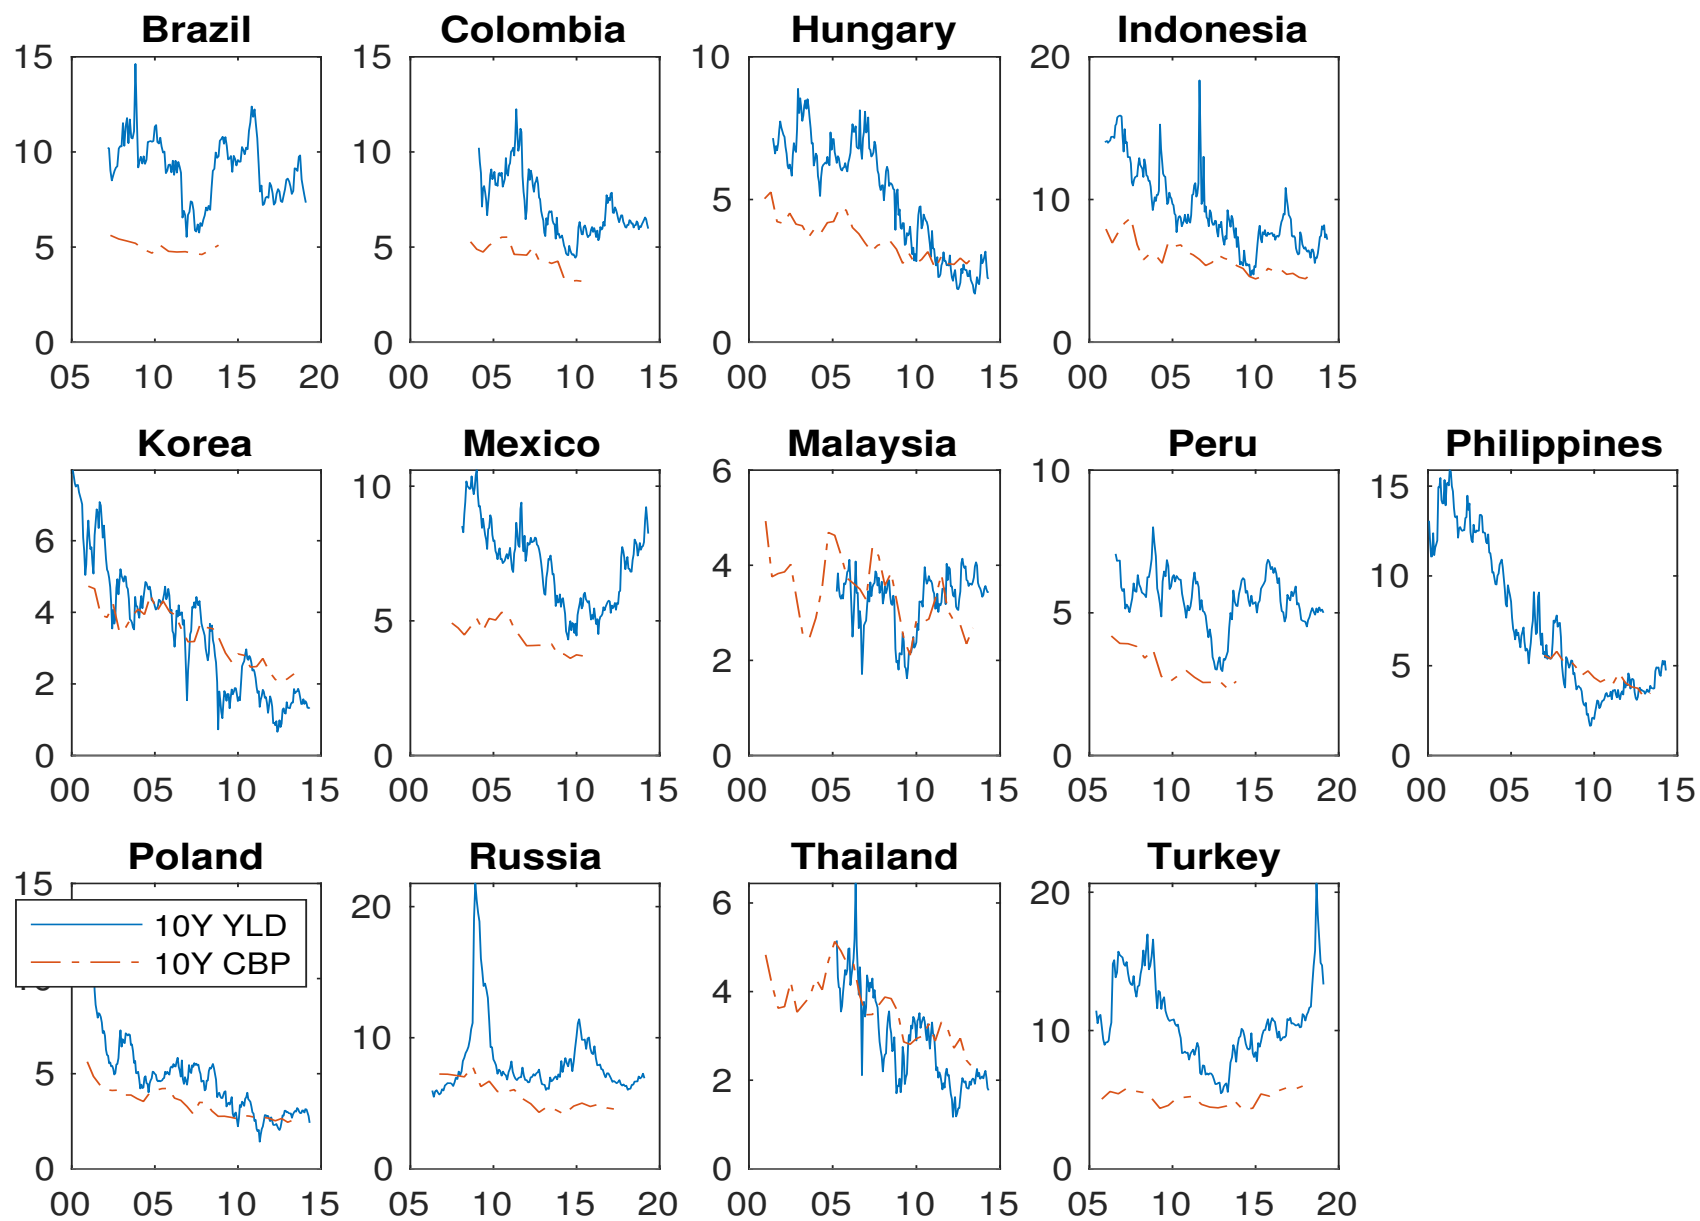 Brazil Colombia Hungary Indonesia
15 15 10 20
10 10 5 10
5 5
0 0 0 0
05 10 15 20 00 05 10 15 00 05 10 15 00 05 10 15
Korea Mexico Malaysia Peru Philippines
6 10 6 10 15
4 5 4 5 10
2 2 5
0 0 0 0 0
00 05 10 15 00 05 10 15 00 05 10 15 05 10 15 20 00 05 10 15
Poland Russia Thailand Turkey
15 20 6 20
10Y YLD
10Y CBP
10 4 10
5 2
0 0 0 0
00 05 10 15 05 10 15 20 00 05 10 15 05 10 15 20